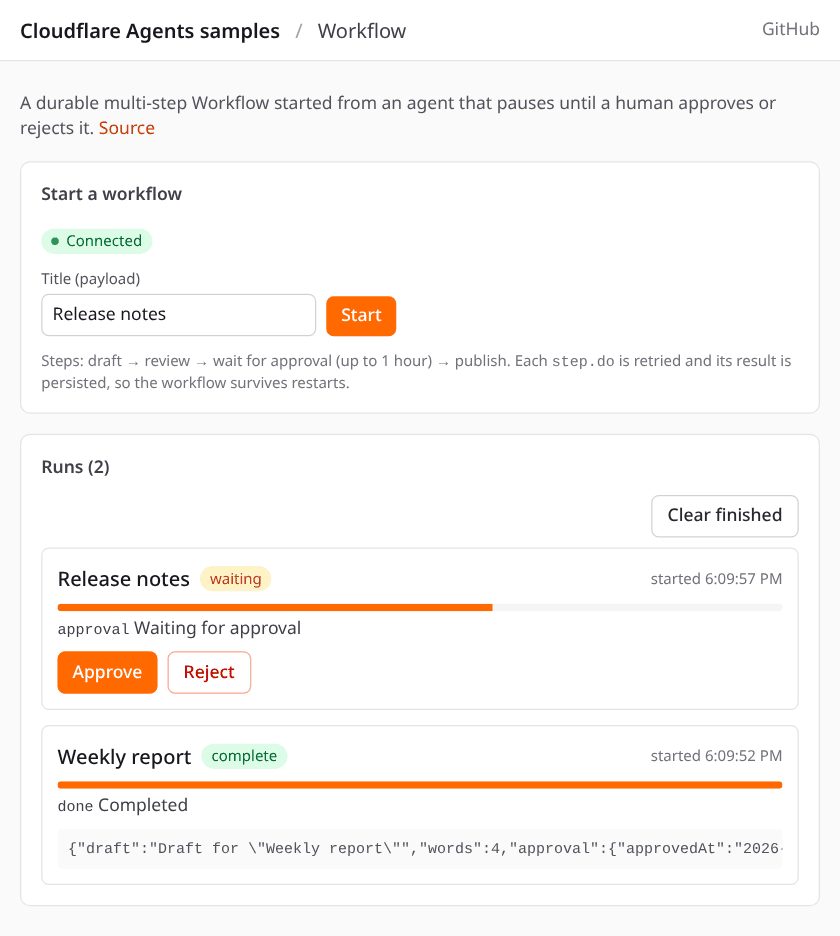 Cloudflare Agents samples / Workflow GitHub
A durable multi-step Workflow started from an agent that pauses until a human approves or
rejects it. Source
Start a workflow
Connected
Title (payload)
Release notes Start
Steps: draft → review → wait for approval (up to 1 hour) → publish. Each step.do is retried and its result is
persisted, so the workflow survives restarts.
Runs (2)
Clear finished
Release notes waiting started 6:09:57 PM
approval Waiting for approval
Approve Reject
Weekly report complete started 6:09:52 PM
done Completed
{"draft":"Draft for \"Weekly report\"","words":4,"approval":{"approvedAt":"2026-